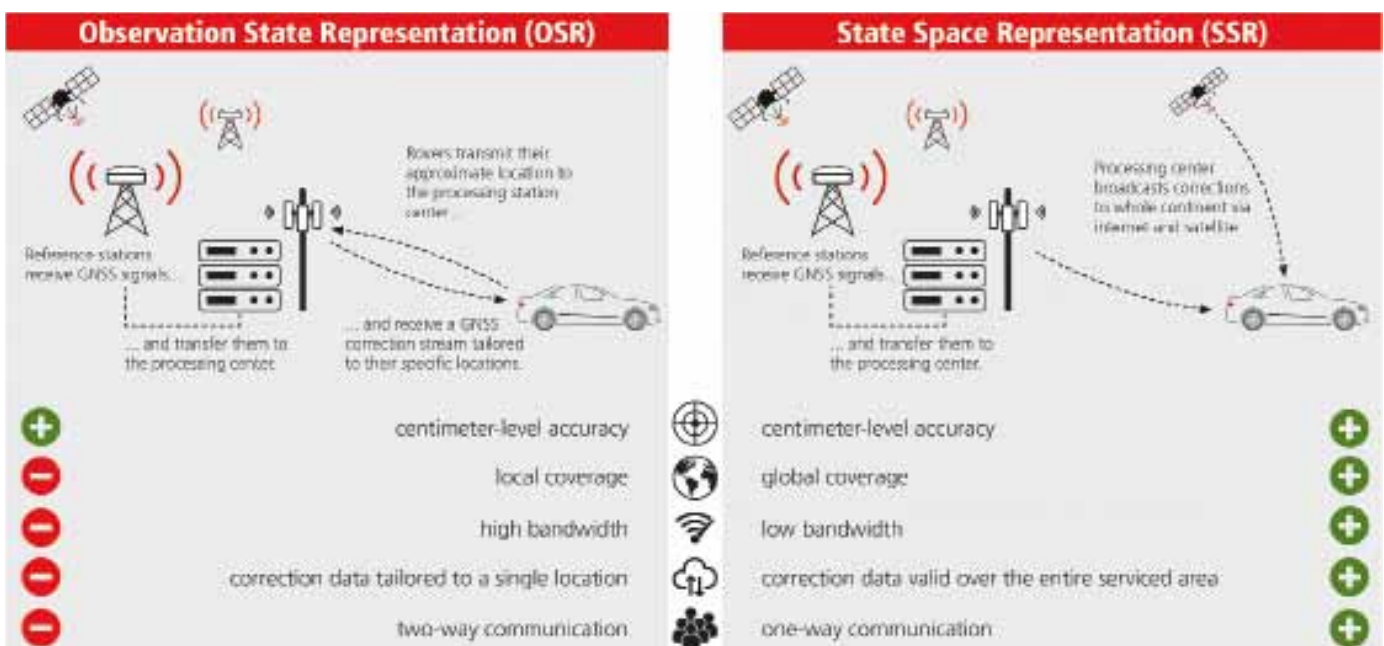 Observation State Representation (OSR)
Rovers transmit their
approximate location to
the processing station
center ...
Reference stations
receive GNSS signals...
... and receive a GNSS
correction stream tailored
to their specific locations.
... and transfer them to
the processing center.
State Space Representation (SSR)
Processing center
broadcasts corrections
to whole continent via
internet and satellite
Reference stations
receive GNSS signals...
... and transfer them to
the processing center.
centimeter-level accuracy
centimeter-level accuracy
local coverage
global coverage
high bandwidth
low bandwidth
correction data tailored to a single location
correction data valid over the entire serviced area
two-way communication
one-way communication